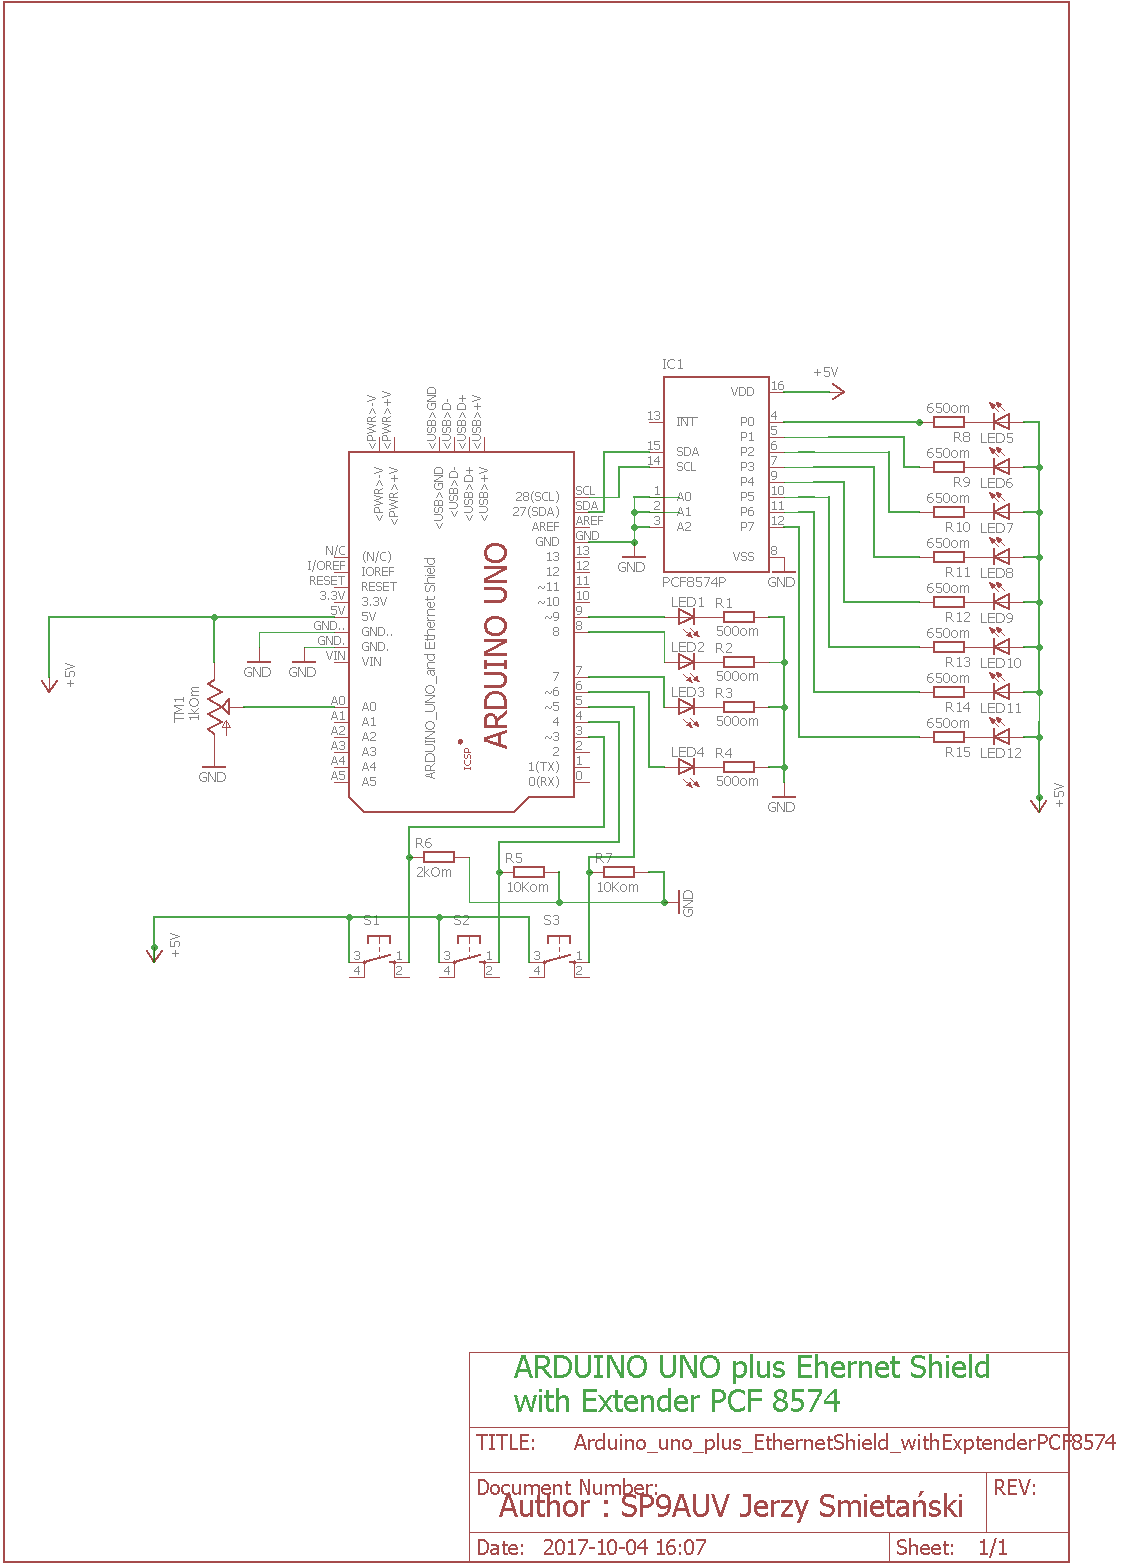 IC1
+5V
VDD
16
13
INT
P0
4
P1
5
15
SDA
P2
6
14
SCL
P3
7
P4
9
1
A0
P5
10
2
A1
P6
11
3
A2
P7
12
VSS
8
PCF8574P
GND
650om
R8
LED5
650om
R9
LED6
650om
R10
LED7
650om
R11
LED8
650om
R12
LED9
650om
R13
LED10
650om
R14
LED11
650om
R15
LED12
+5V
<PWR>-V
<PWR>+V
<USB>GND
<USB>D-
<USB>D+
<USB>+V
<PWR>-V
<PWR>+V
<USB>GND
<USB>D-
<USB>D+
<USB>+V
28(SCL)
SCL
27(SDA)
SDA
AREF
AREF
GND
GND
GND
13
13
12
12
~11
11
~10
10
~9
9
8
8
7
7
~6
6
~5
5
4
4
~3
3
2
2
1(TX)
1
0(RX)
0
N/C
(N/C)
I/OREF
IOREF
RESET
RESET
3.3V
3.3V
5V
5V
GND..
GND..
GND.
GND.
VIN
VIN
A0
A0
A1
A1
A2
A2
A3
A3
A4
A4
A5
A5
ARDUINO_UNO_and Ethernet Shield
ARDUINO UNO
ICSP
+5V
GND
GND
TM1
1kOm
GND
LED1
R1
500om
LED2
R2
500om
LED3
R3
500om
LED4
R4
500om
GND
R6
2kOm
R5
10Kom
R7
10Kom
GND
+5V
S1
3
1
4
2
S2
3
1
4
2
S3
3
1
4
2
ARDUINO UNO plus Ehernet Shield
with Extender PCF 8574
TITLE: Arduino_uno_plus_EthernetShield_withExptenderPCF8574
Document Number:
REV:
Author : SP9AUV Jerzy Smietański
Date: 2017-10-04 16:07
Sheet: 1/1